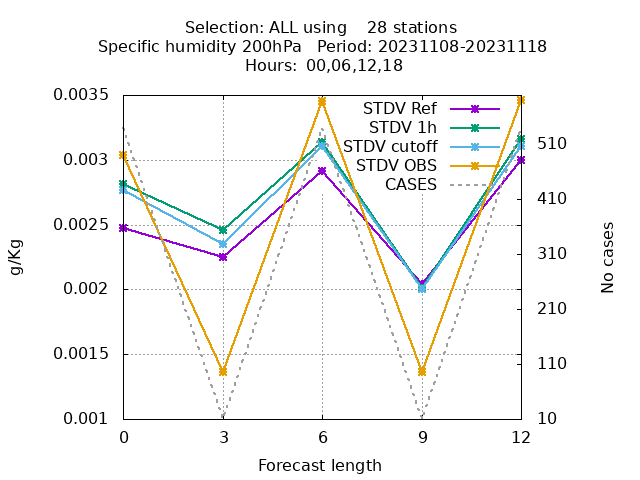 Selection: ALL using    28 stations
Specific humidity 200hPa   Period: 20231108-20231118
Hours: 00,06,12,18
0.0035
0.003
0.0025
0.002
0.0015
0.001
g/Kg
STDV Ref
STDV 1h
STDV cutoff
STDV OBS
CASES
510
410
310
210
110
10
No cases
0
3
6
9
12
Forecast length